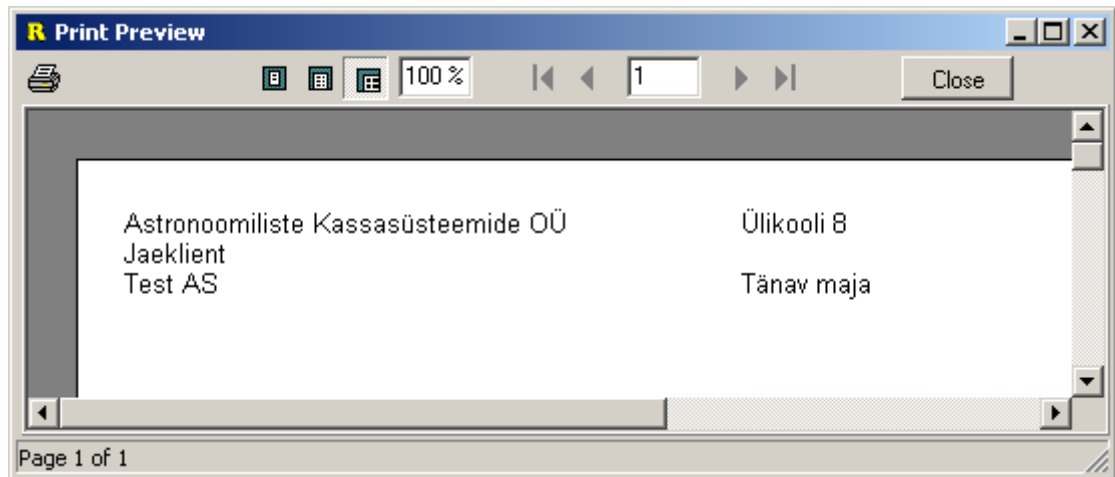 R Print Preview
100 % 1 Close
Astronoomiliste Kassasüsteemide OÜ Ülikooli 8
Jaeklient
Test AS Tänav maja
Page 1 of 1